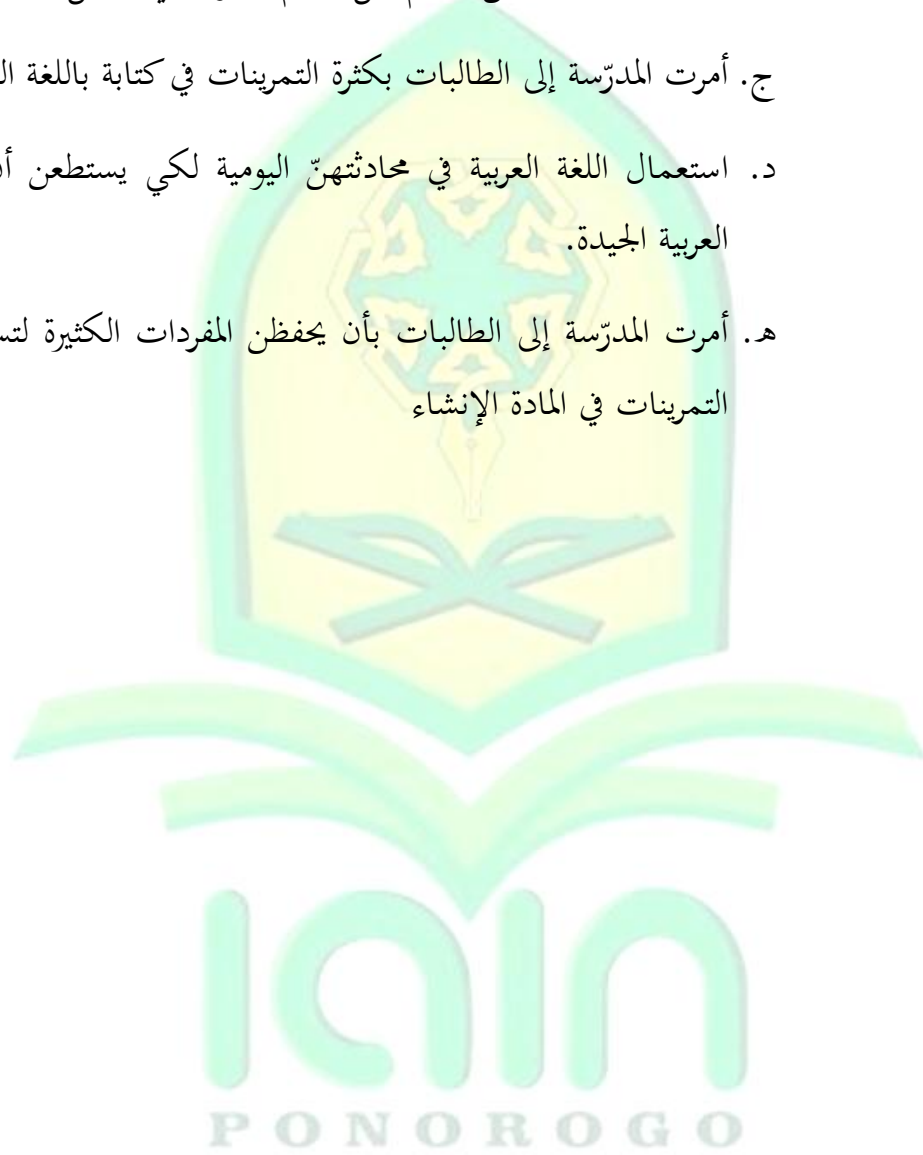 ج. أمرت المدرّسة إلى الطالبات بكثرة التمرينات في كتابة باللغة
د. استعمال اللغة العربية في محادثتهنّ اليومية لكي يستطعن
العربية الجيدة.
هـ. أمرت المدرّسة إلى الطالبات بأن يحفظن المفردات الكثيرة
التمرينات في المادة الإنشاء
iain
PONOROGO